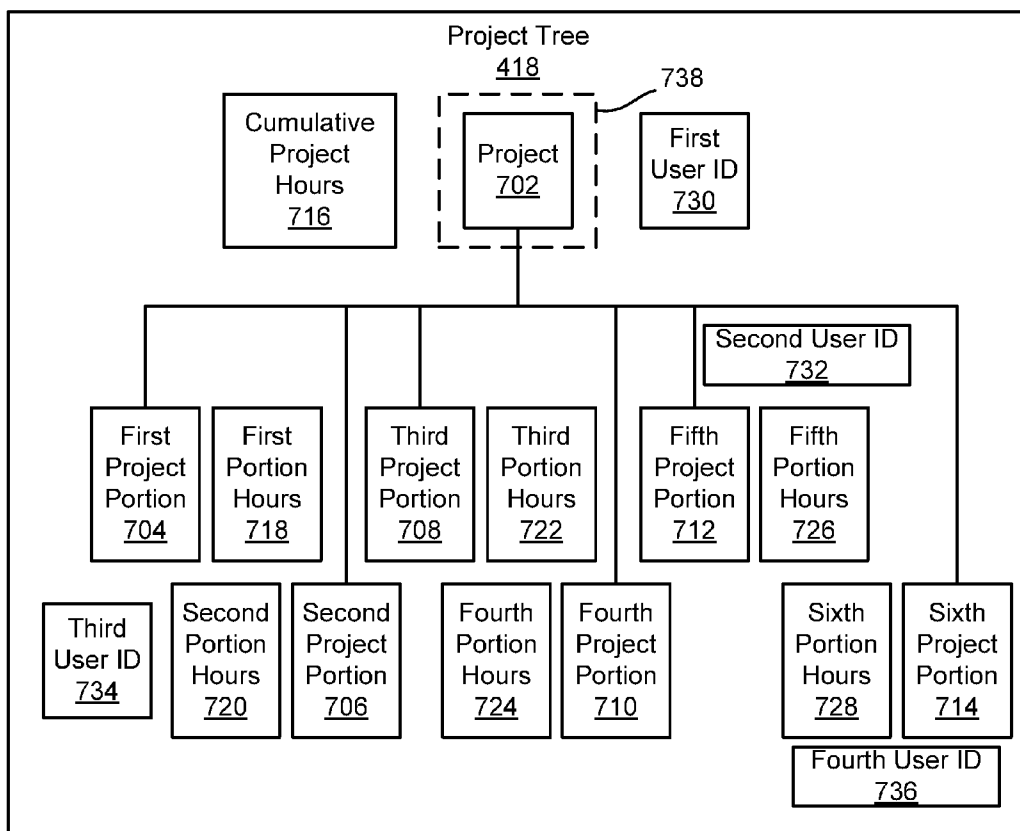 Project Tree
418
738
Cumulative
Project
Hours
716
Project
702
First
User ID
730
Second User ID
732
First
Project
Portion
704
First
Portion
Hours
718
Third
Project
Portion
708
Third
Portion
Hours
722
Fifth
Project
Portion
712
Fifth
Portion
Hours
726
Third
User ID
734
Second
Portion
Hours
720
Second
Project
Portion
706
Fourth
Portion
Hours
724
Fourth
Project
Portion
710
Sixth
Portion
Hours
728
Sixth
Project
Portion
714
Fourth User ID
736